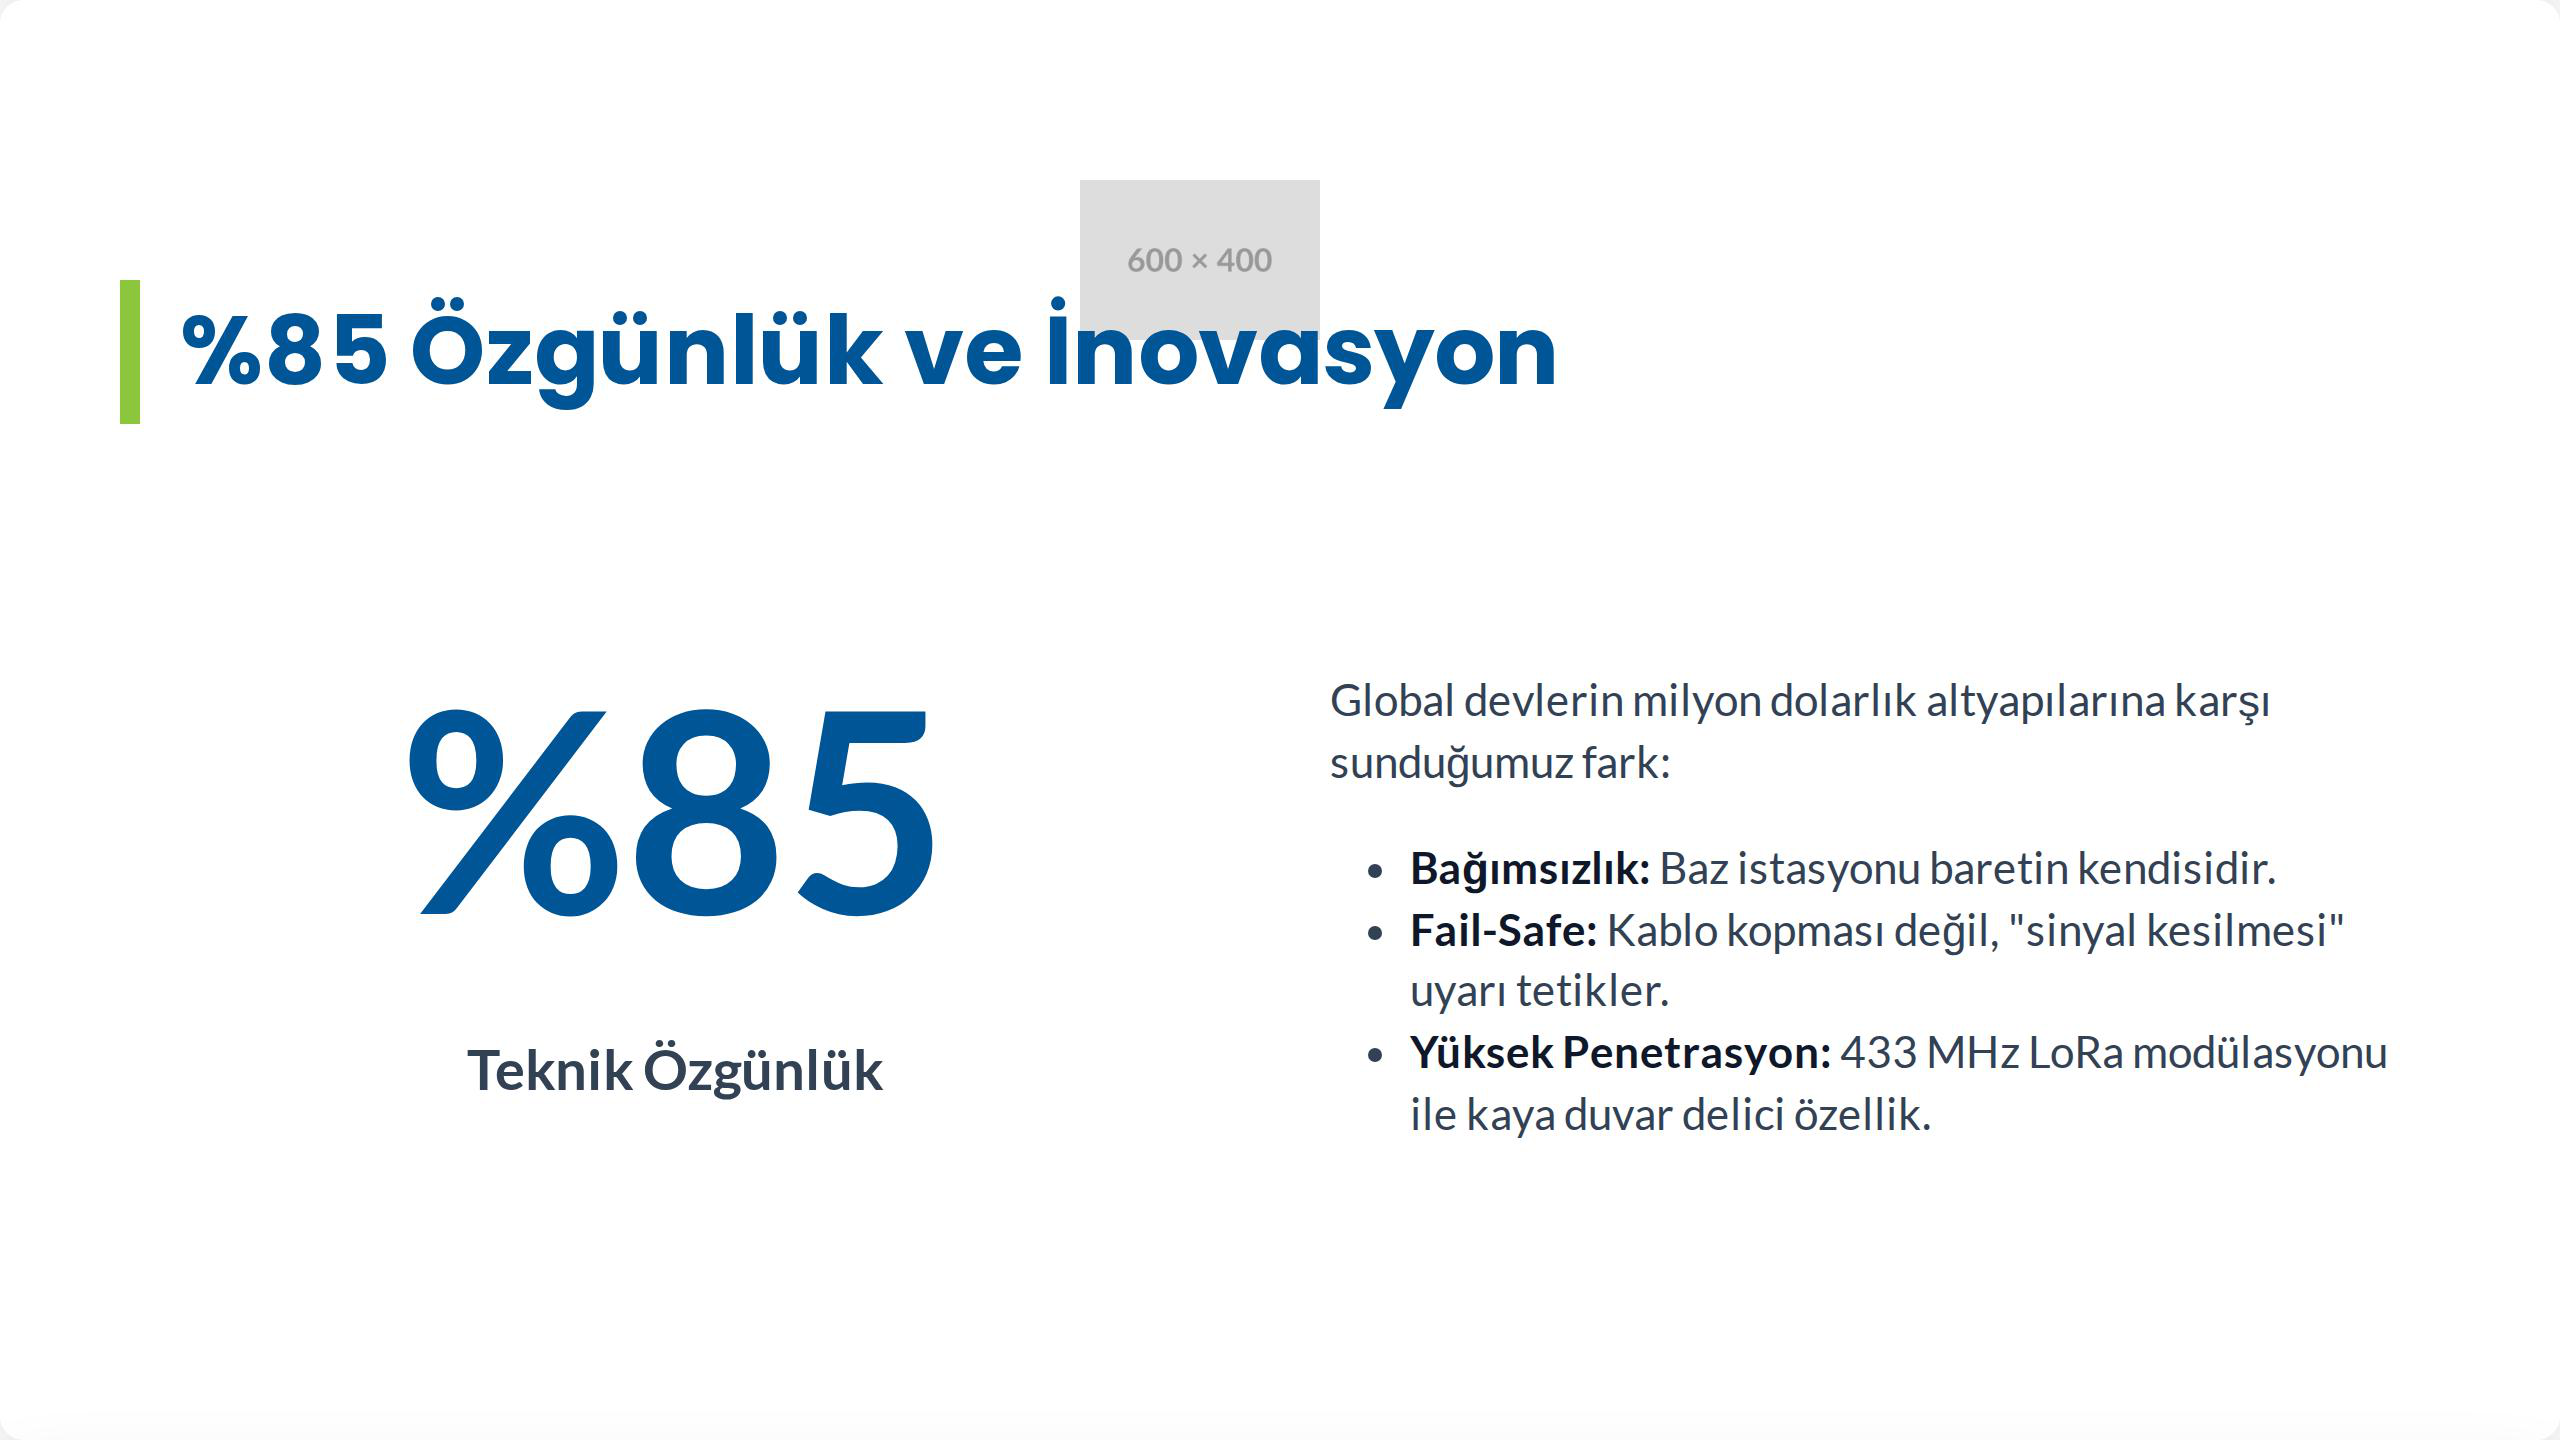 600 × 400
%85 Özgünlük ve İnovasyon
%85
Teknik Özgünlük
Global devlerin milyon dolarlık altyapılarına karşı
sunduğumuz fark:
• Bağımsızlık: Baz istasyonu baretin kendisidir.
• Fail-Safe: Kablo kopması değil, "sinyal kesilmesi"
uyarı tetikler.
• Yüksek Penetrasyon: 433 MHz LoRa modülasyonu
ile kaya duvar delici özellik.